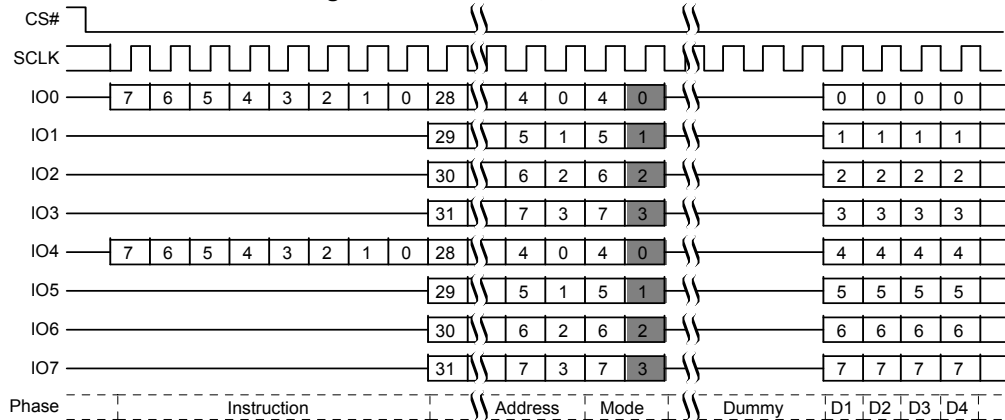 CS#
SCLK
IO0 7 6 5 4 3 2 1 0 28 4 0 4 0 0 0 0 0
IO1 29 5 1 5 1 1 1 1 1
IO2 30 6 2 6 2 2 2 2 2
IO3 31 7 3 7 3 3 3 3 3
IO4 7 6 5 4 3 2 1 0 28 4 0 4 0 4 4 4 4
IO5 29 5 1 5 1 5 5 5 5
IO6 30 6 2 6 2 6 6 6 6
IO7 31 7 3 7 3 7 7 7 7
Phase Instruction Address Mode Dummy D1 D2 D3 D4